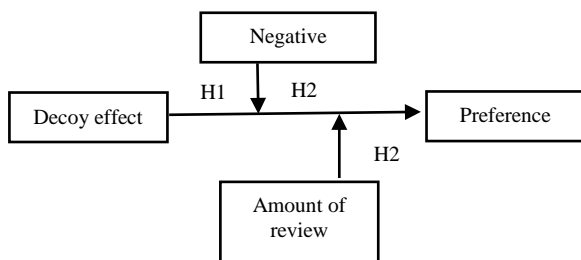 Negative
H1 H2
Decoy effect
Preference
H2
Amount of
review